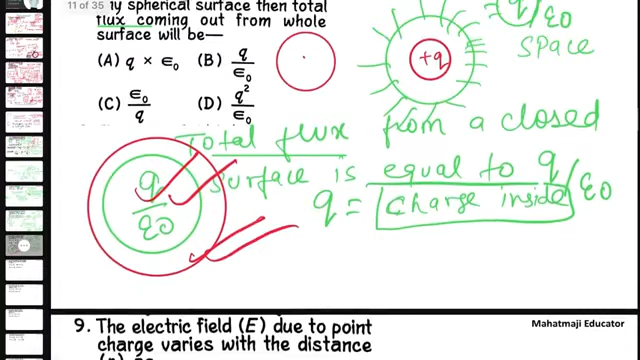 11 of 35
ly spherical surface then total
flux coming out from whole
surface will be—
(A) q × ∈0 (B) q/∈0
(C) ∈0/q (D) q²/∈0
= q/ε0
space
+q
Total flux from a closed
surface is equal to q/ε0
q = charge inside
q/ε0
9. The electric field (E) due to point
charge varies with the distance
Mahatmaji Educator